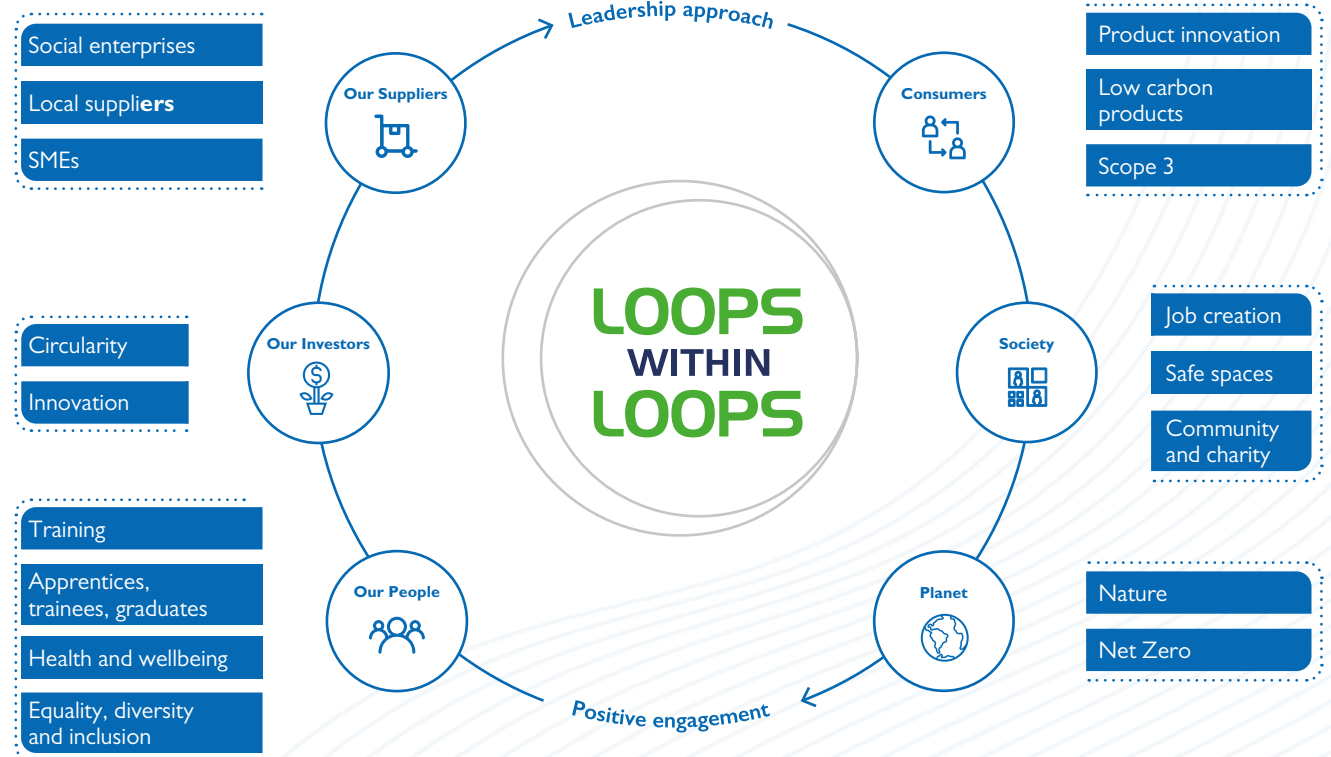 Leadership approach
Social enterprises
Local suppliers
SMEs
Our Suppliers
Consumers
Product innovation
Low carbon
products
Scope 3
LOOPS
WITHIN
LOOPS
Circularity
Innovation
Our Investors
$
Society
Job creation
Safe spaces
Community
and charity
Training
Apprentices,
trainees, graduates
Health and wellbeing
Equality, diversity
and inclusion
Our People
Planet
Nature
Net Zero
Positive engagement